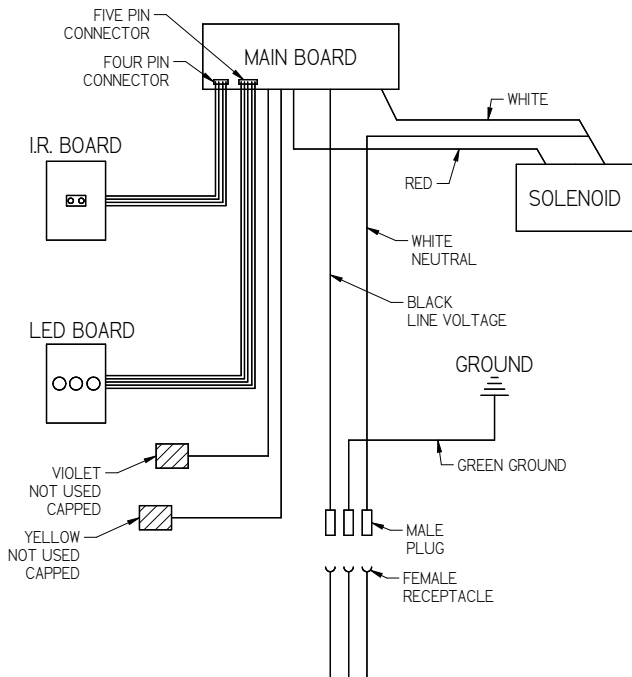 FIVE PIN
CONNECTOR
FOUR PIN
CONNECTOR
MAIN BOARD
WHITE
I.R. BOARD
RED
SOLENOID
WHITE
NEUTRAL
BLACK
LINE VOLTAGE
LED BOARD
GROUND
GREEN GROUND
VIOLET
NOT USED
CAPPED
YELLOW
NOT USED
CAPPED
MALE
PLUG
FEMALE
RECEPTACLE